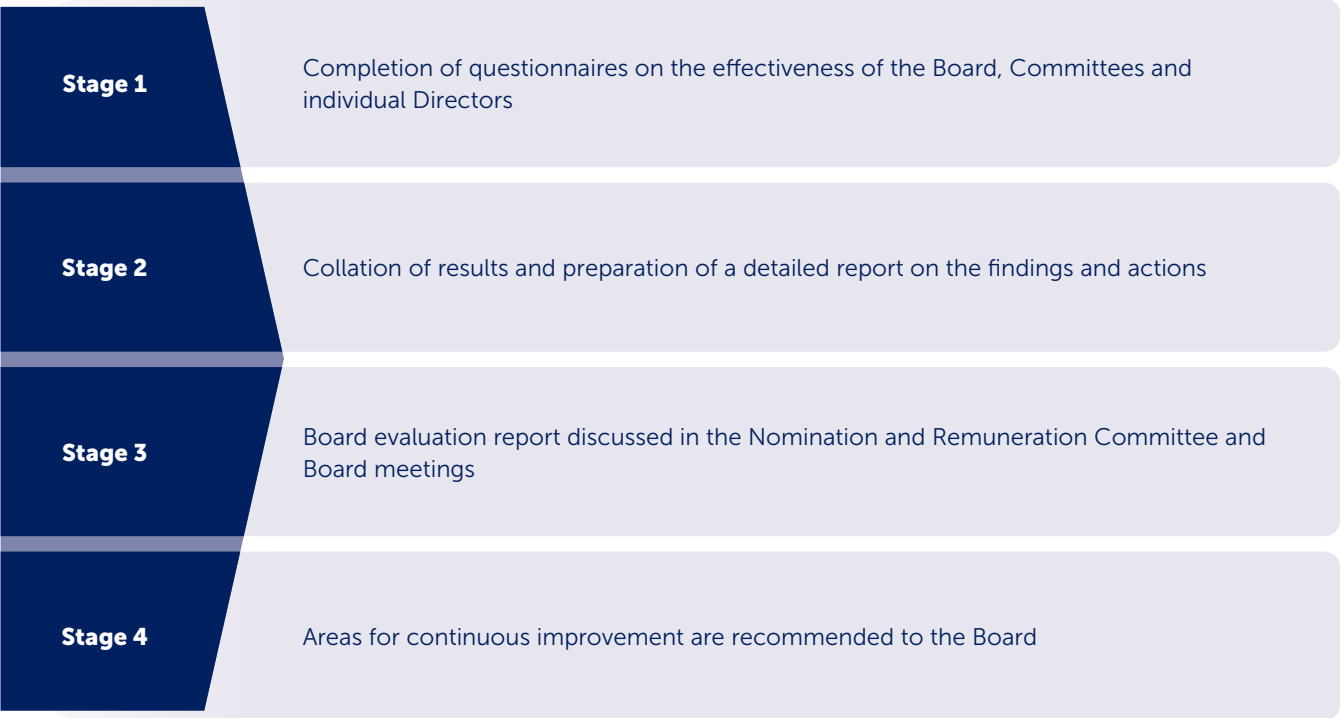 Stage 1
Completion of questionnaires on the effectiveness of the Board, Committees and
individual Directors
Stage 2
Collation of results and preparation of a detailed report on the findings and actions
Stage 3
Board evaluation report discussed in the Nomination and Remuneration Committee and
Board meetings
Stage 4
Areas for continuous improvement are recommended to the Board